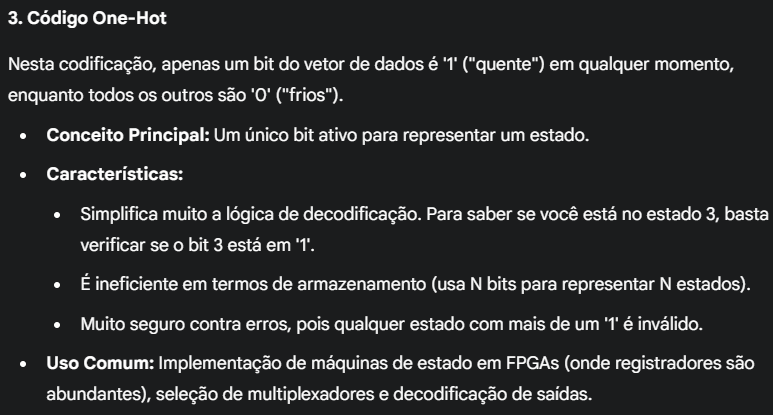 3. Código One-Hot
Nesta codificação, apenas um bit do vetor de dados é '1' ("quente") em qualquer momento,
enquanto todos os outros são '0' ("frios").
• Conceito Principal: Um único bit ativo para representar um estado.
• Características:
• Simplifica muito a lógica de decodificação. Para saber se você está no estado 3, basta
verificar se o bit 3 está em '1'.
• É ineficiente em termos de armazenamento (usa N bits para representar N estados).
• Muito seguro contra erros, pois qualquer estado com mais de um '1' é inválido.
• Uso Comum: Implementação de máquinas de estado em FPGAs (onde registradores são
abundantes), seleção de multiplexadores e decodificação de saídas.